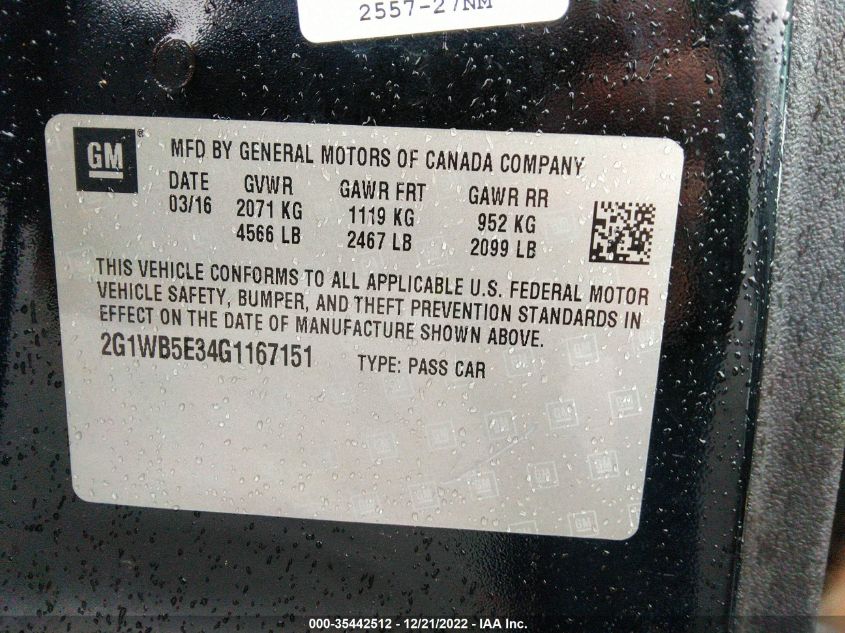 2557-27NM
GM ® MFD BY GENERAL MOTORS OF CANADA COMPANY
DATE GVWR GAWR FRT GAWR RR
03/16 2071 KG 1119 KG 952 KG
4566 LB 2467 LB 2099 LB
THIS VEHICLE CONFORMS TO ALL APPLICABLE U.S. FEDERAL MOTOR
VEHICLE SAFETY, BUMPER, AND THEFT PREVENTION STANDARDS IN
EFFECT ON THE DATE OF MANUFACTURE SHOWN ABOVE.
2G1WB5E34G1167151 TYPE: PASS CAR
000-35442512 - 12/21/2022 - IAA Inc.